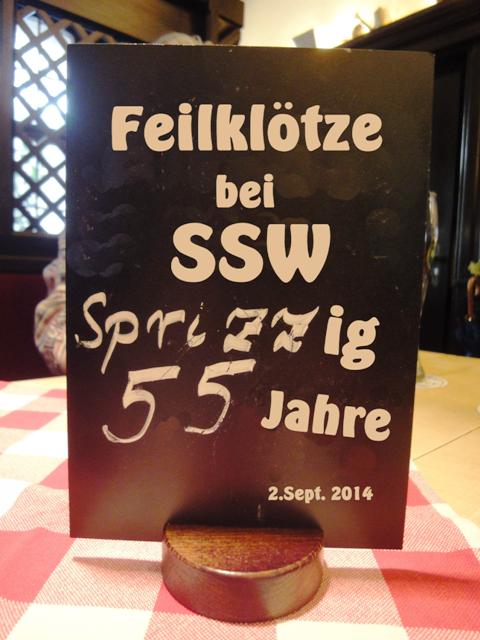 Feilklötze
bei
SSW
Sprizzig
55 Jahre
2.Sept. 2014